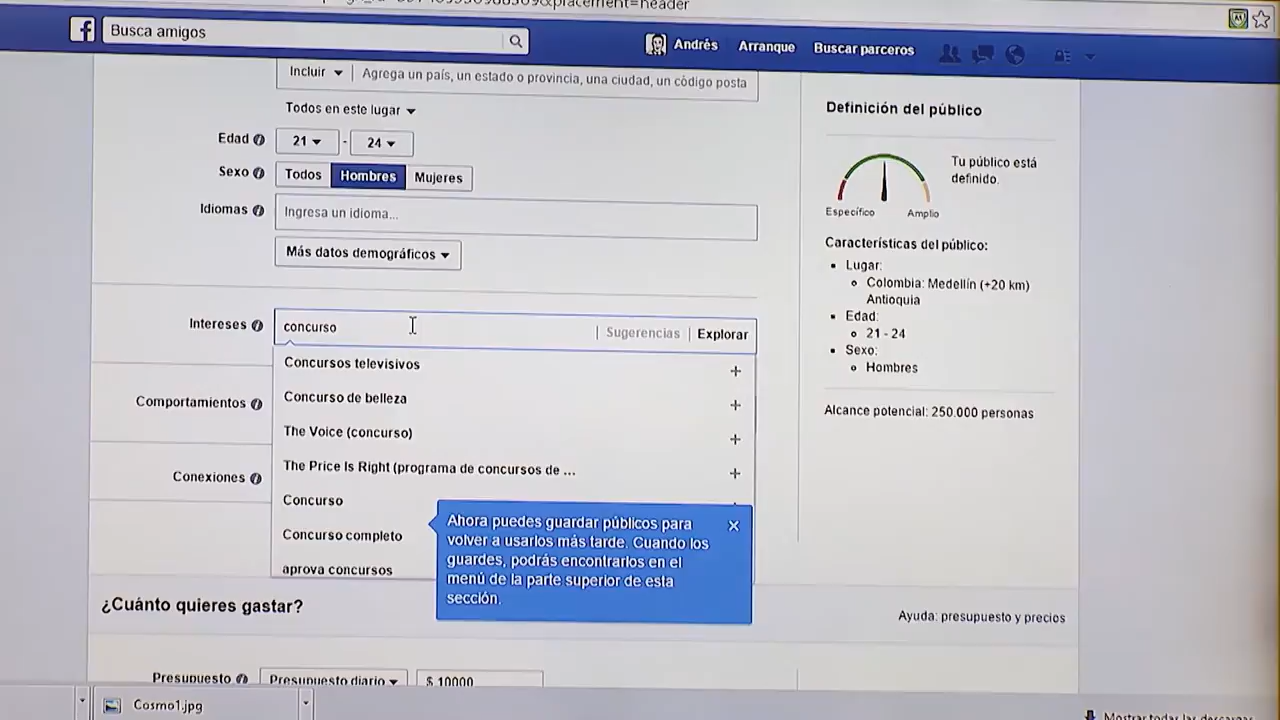 Busca amigos
Andrés Arranque Buscar parceros
Incluir Agrega un país, un estado o provincia, una ciudad, un código posta
Todos en este lugar
Edad 21 - 24
Sexo Todos Hombres Mujeres
Idiomas Ingresa un idioma...
Más datos demográficos
Intereses concurso Sugerencias Explorar
Concursos televisivos
Concurso de belleza
The Voice (concurso)
The Price Is Right (programa de concursos de ...
Concurso
Concurso completo
aprova concursos
Comportamientos
Conexiones
Ahora puedes guardar públicos para
volver a usarlos más tarde. Cuando los
guardes, podrás encontrarlos en el
menú de la parte superior de esta
sección.
Definición del público
Tu público está
definido.
Específico Amplio
Características del público:
Lugar:
Colombia: Medellín (+20 km)
Antioquia
Edad:
21 - 24
Sexo:
Hombres
Alcance potencial: 250.000 personas
¿Cuánto quieres gastar?
Ayuda: presupuesto y precios
Presupuesto Presupuesto diario $ 10000
Cosmo1.jpg
Mostrar todas las descargas